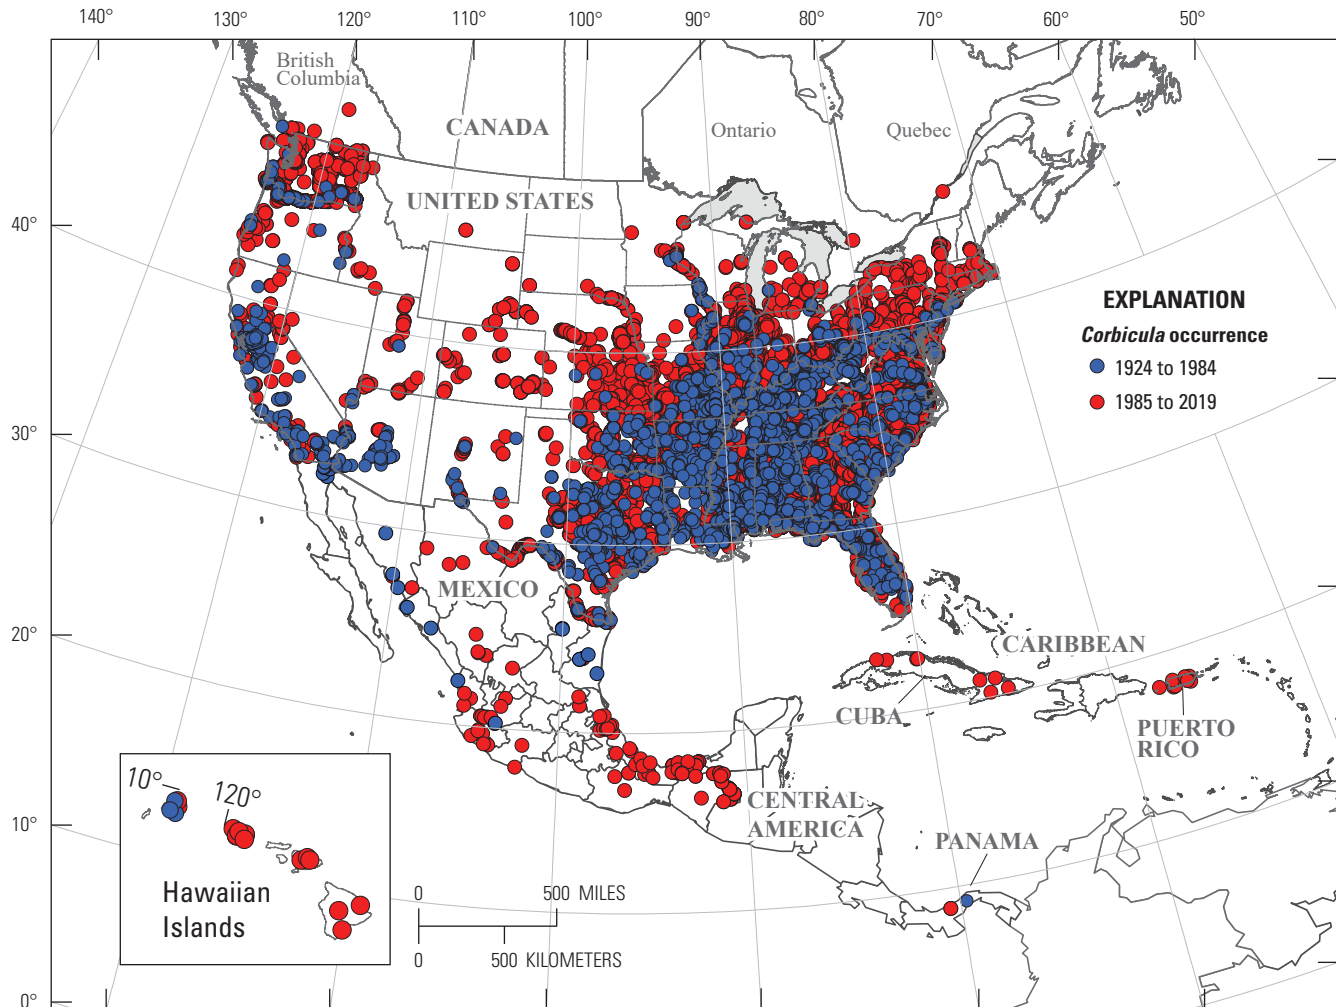 140°
130°
120°
110°
100°
90°
80°
70°
60°
50°
British
Columbia
CANADA
Ontario
Quebec
UNITED STATES
40°
EXPLANATION
Corbicula occurrence
1924 to 1984
1985 to 2019
30°
MEXICO
20°
CARIBBEAN
CUBA
PUERTO
RICO
10°
120°
10°
CENTRAL
AMERICA
PANAMA
Hawaiian
Islands
0 500 MILES
0 500 KILOMETERS
0°